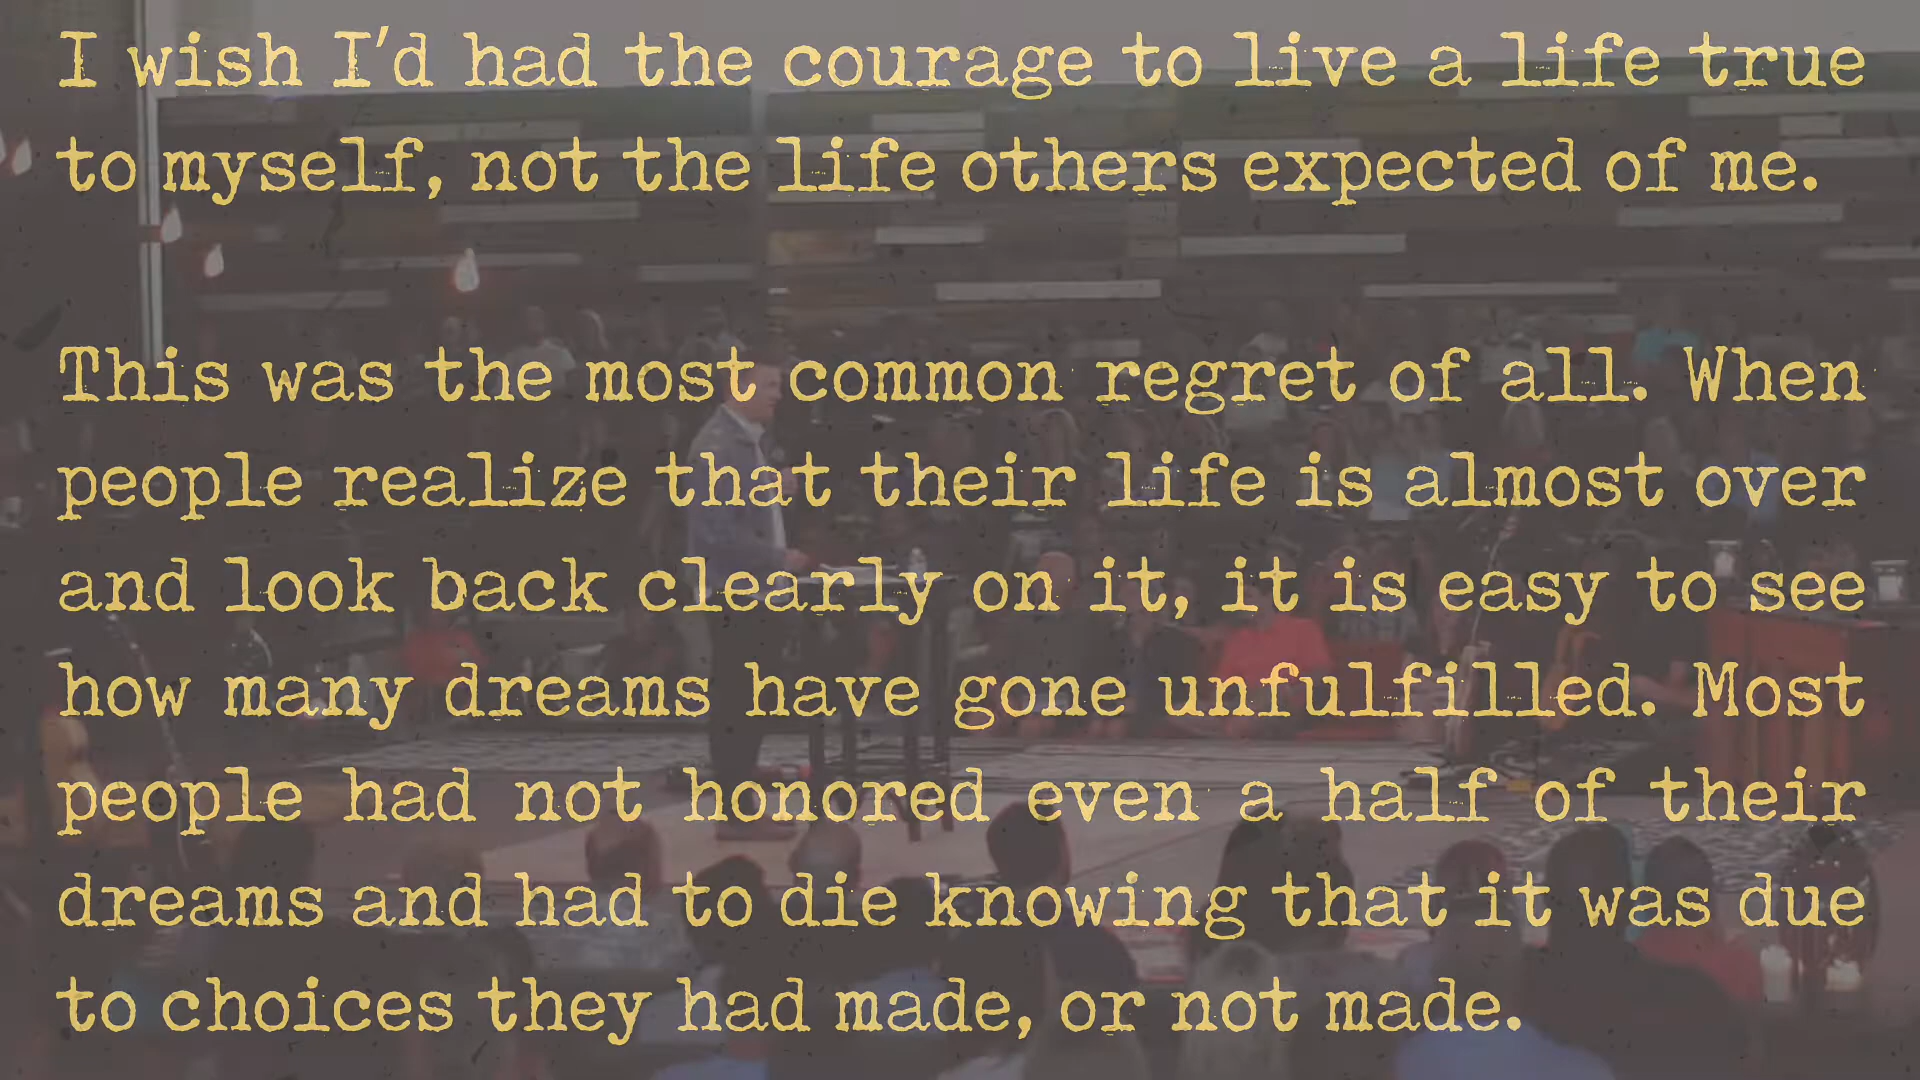 I wish I'd had the courage to live a life true
to myself, not the life others expected of me.
This was the most common regret of all. When
people realize that their life is almost over
and look back clearly on it, it is easy to see
how many dreams have gone unfulfilled. Most
people had not honored even a half of their
dreams and had to die knowing that it was due
to choices they had made, or not made.